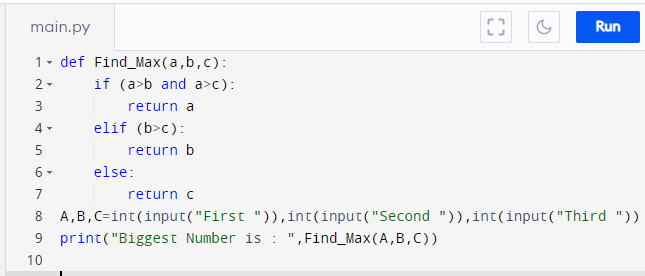 main.py
Run
1 def Find_Max(a,b,c):
2     if (a>b and a>c):
3         return a
4     elif (b>c):
5         return b
6     else:
7         return c
8 A,B,C=int(input("First ")),int(input("Second ")),int(input("Third "))
9 print("Biggest Number is : ",Find_Max(A,B,C))
10